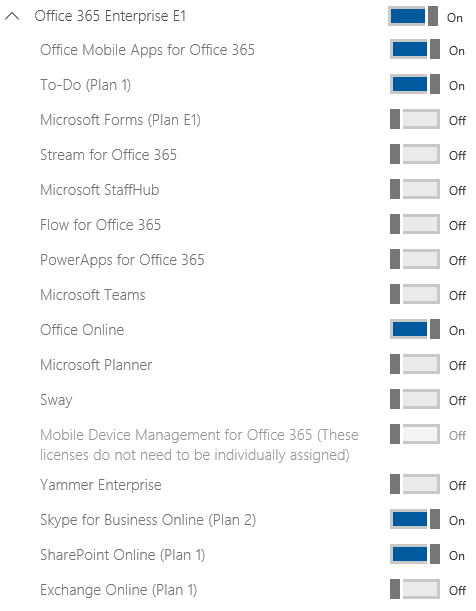 Office 365 Enterprise E1 On
Office Mobile Apps for Office 365 On
To-Do (Plan 1) On
Microsoft Forms (Plan E1) Off
Stream for Office 365 Off
Microsoft StaffHub Off
Flow for Office 365 Off
PowerApps for Office 365 Off
Microsoft Teams Off
Office Online On
Microsoft Planner Off
Sway Off
Mobile Device Management for Office 365 (These Off
licenses do not need to be individually assigned)
Yammer Enterprise Off
Skype for Business Online (Plan 2) On
SharePoint Online (Plan 1) On
Exchange Online (Plan 1) Off